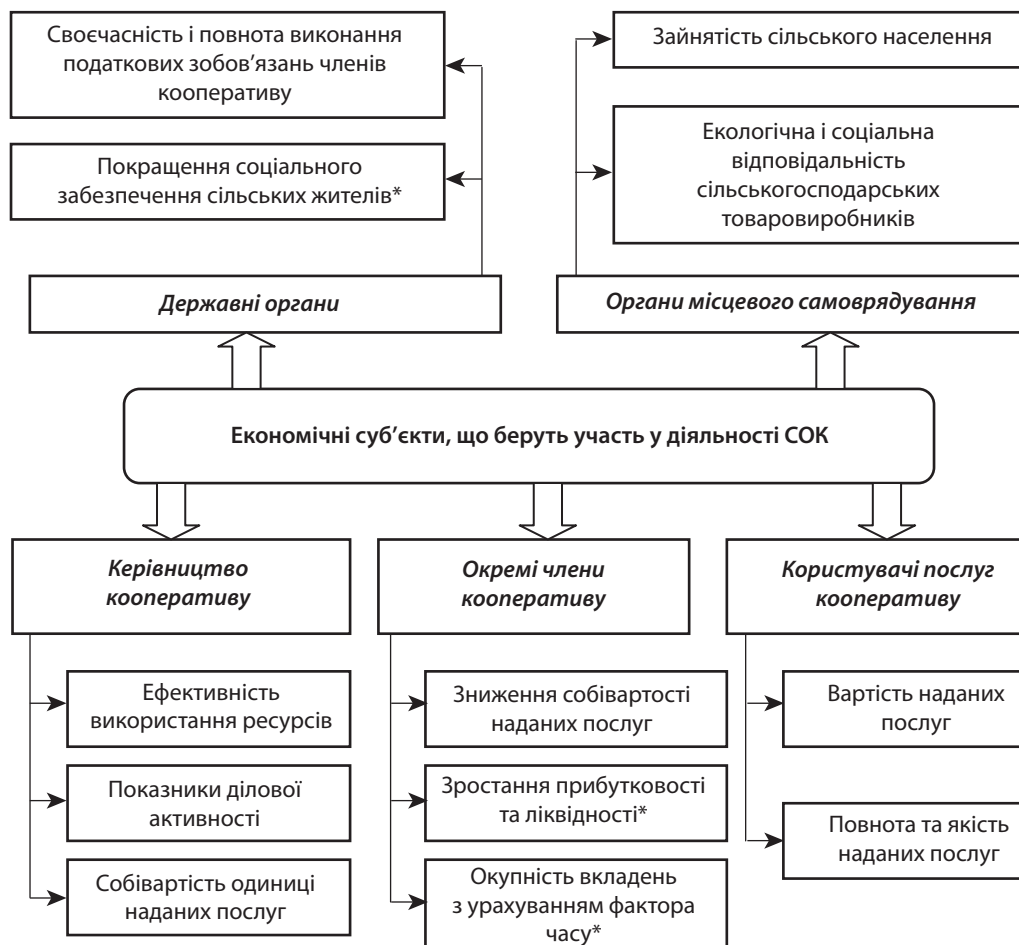 Своєчасність і повнота виконання
податкових зобов’язань членів
кооперативу
Покращення соціального
забезпечення сільських жителів*
Зайнятість сільського населення
Екологічна і соціальна
відповідальність
сільськогосподарських
товаровиробників
Державні органи
Органи місцевого самоврядування
Економічні суб’єкти, що беруть участь у діяльності СОК
Керівництво
кооперативу
Окремі члени
кооперативу
Користувачі послуг
кооперативу
Ефективність
використання ресурсів
Показники ділової
активності
Собівартість одиниці
наданих послуг
Зниження собівартості
наданих послуг
Зростання прибутковості
та ліквідності*
Окупність вкладень
з урахуванням фактора
часу*
Вартість наданих
послуг
Повнота та якість
наданих послуг